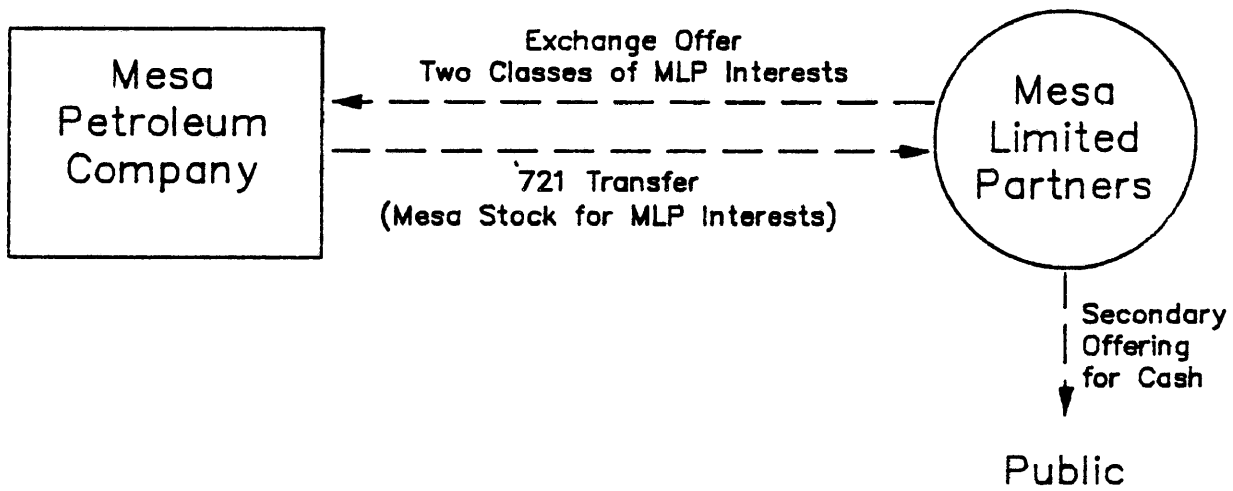 Mesa
Petroleum
Company
Exchange Offer
Two Classes of MLP Interests
'721 Transfer
(Mesa Stock for MLP Interests)
Mesa
Limited
Partners
Secondary
Offering
for Cash
Public